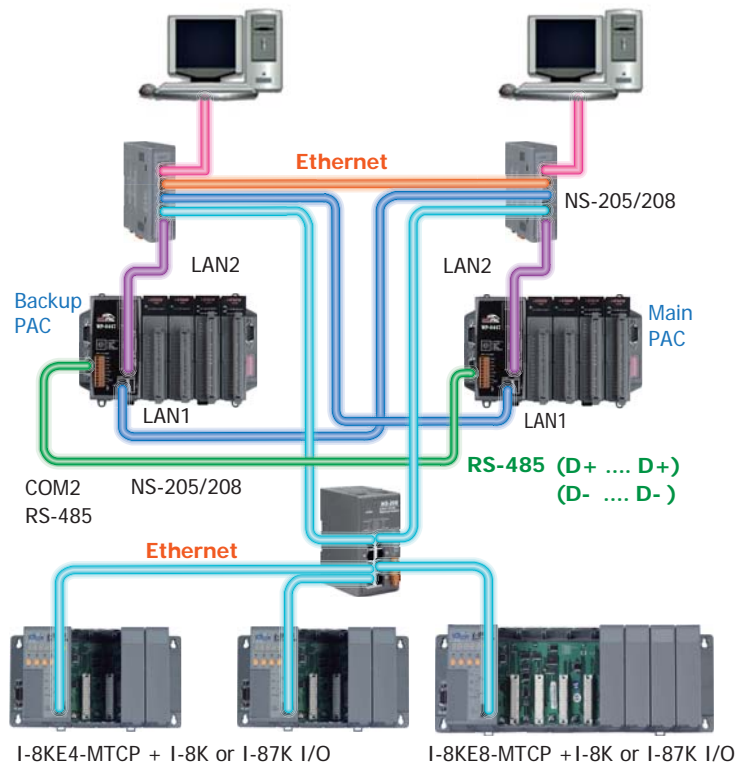 Ethernet
NS-205/208
LAN2
LAN2
Backup
PAC
Main
PAC
LAN1
LAN1
RS-485 (D+ .... D+)
(D- .... D- )
COM2
RS-485
NS-205/208
Ethernet
I-8KE4-MTCP + I-8K or I-87K I/O
I-8KE8-MTCP +I-8K or I-87K I/O